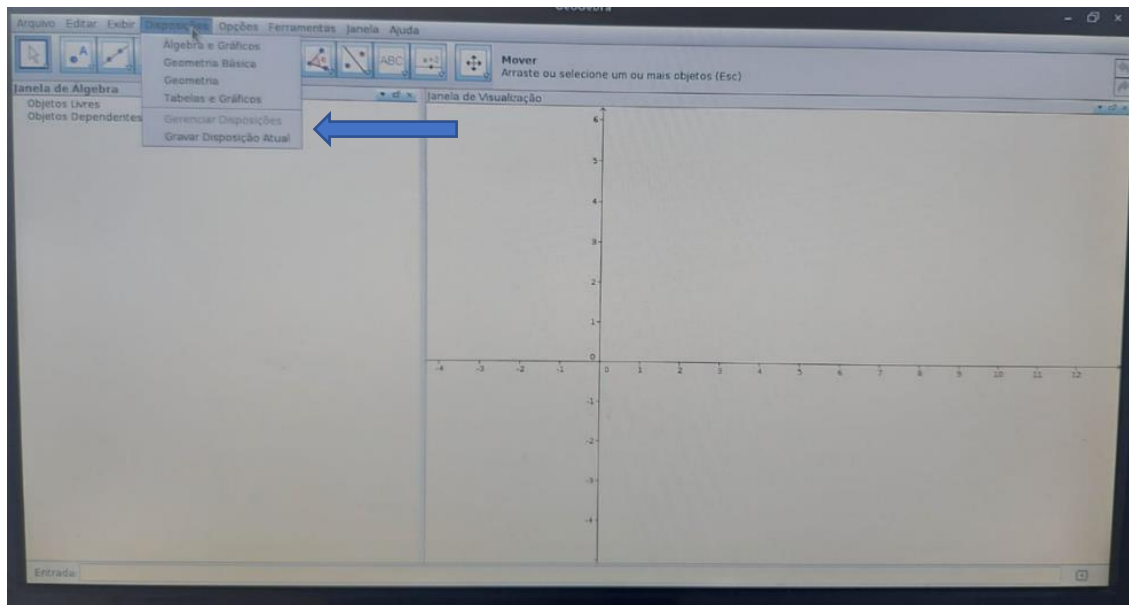 GeoGebra
Arquivo Editar Exibir Disposições Opções Ferramentas Janela Ajuda
ABC
a=2
Mover
Arraste ou selecione um ou mais objetos (Esc)
Álgebra e Gráficos
Geometria Básica
Geometria
Tabelas e Gráficos
Gerenciar Disposições
Gravar Disposição Atual
Janela de Álgebra
Objetos Livres
Objetos Dependentes
Janela de Visualização
6
5
4
3
2
1
0
-4 -3 -2 -1 0 1 2 3 4 5 6 7 8 9 10 11 12
-1
-2
-3
-4
Entrada: